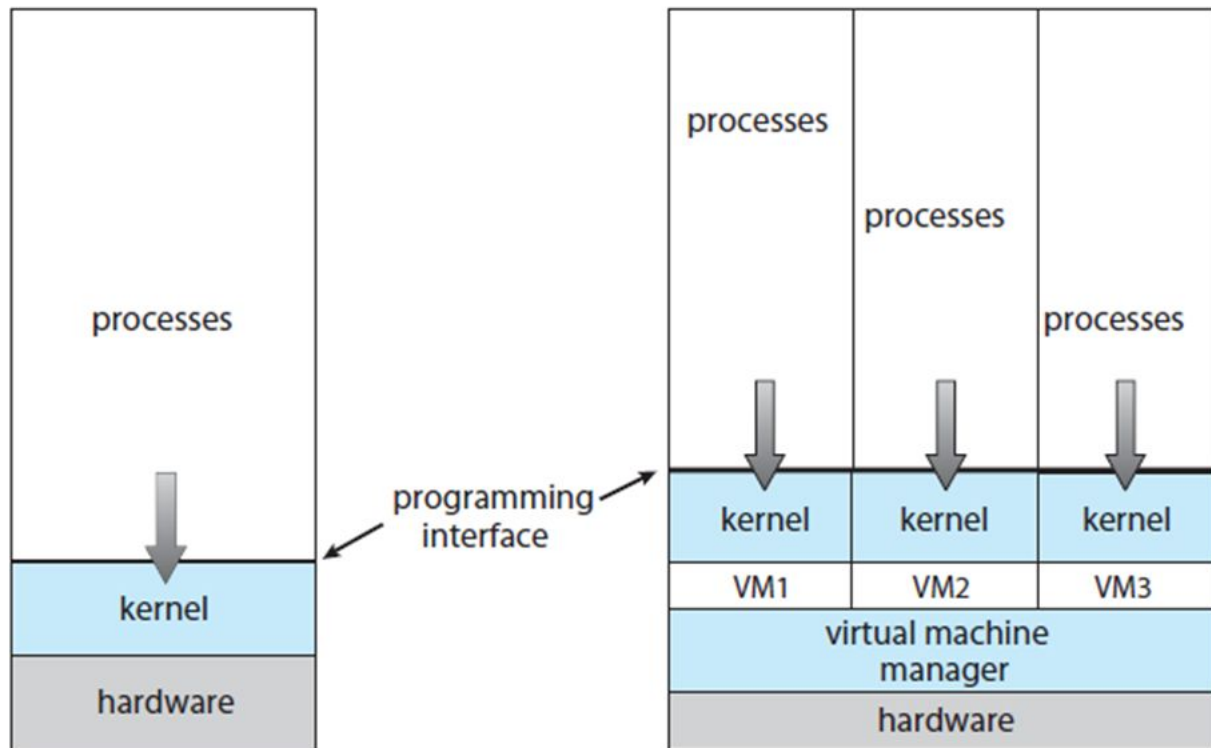 processes
programming
interface
kernel
hardware
processes
processes
processes
kernel
kernel
kernel
VM1
VM2
VM3
virtual machine
manager
hardware